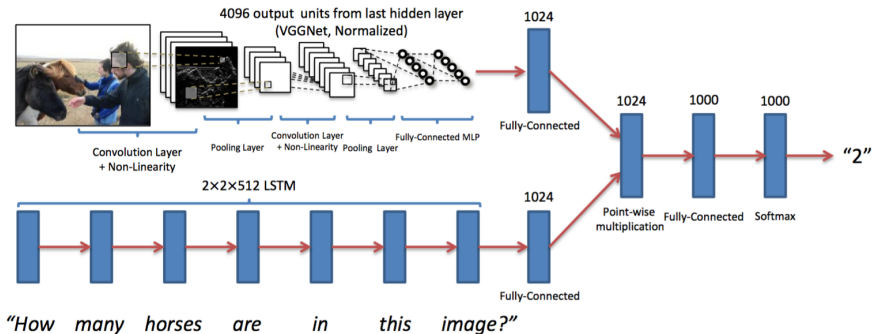 4096 output units from last hidden layer
(VGGNet, Normalized)
1024
1024
1000
1000
"2"
Fully-Connected
Convolution Layer
+ Non-Linearity
Pooling Layer
Convolution Layer
+ Non-Linearity
Pooling Layer
Fully-Connected MLP
2×2×512 LSTM
1024
Point-wise
multiplication
Fully-Connected
Softmax
Fully-Connected
"How many horses are in this image?"